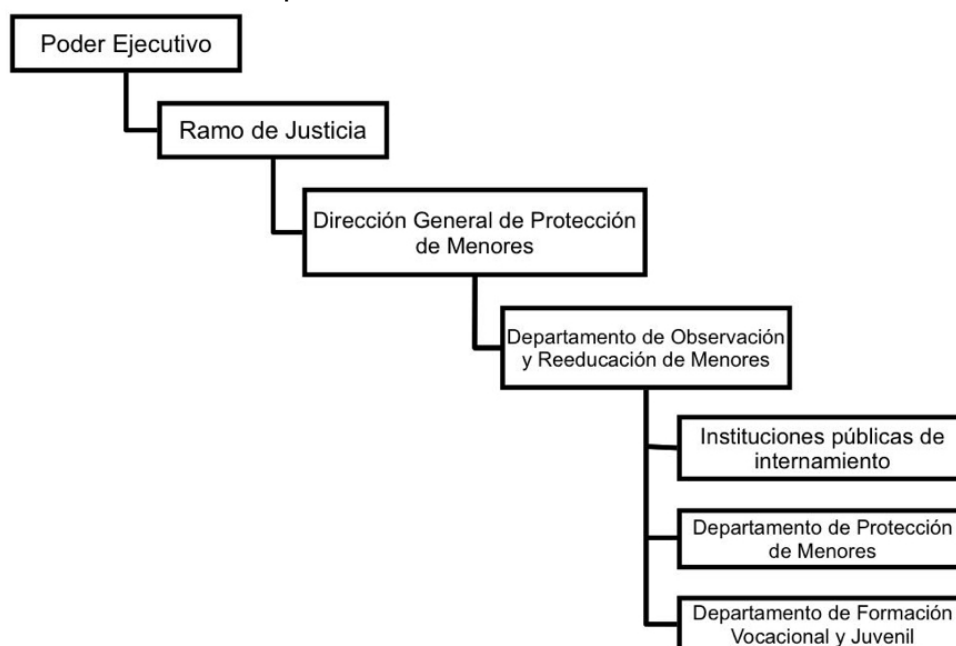 Poder Ejecutivo
Ramo de Justicia
Dirección General de Protección
de Menores
Departamento de Observación
y Reeducación de Menores
Instituciones públicas de
internamiento
Departamento de Protección
de Menores
Departamento de Formación
Vocacional y Juvenil